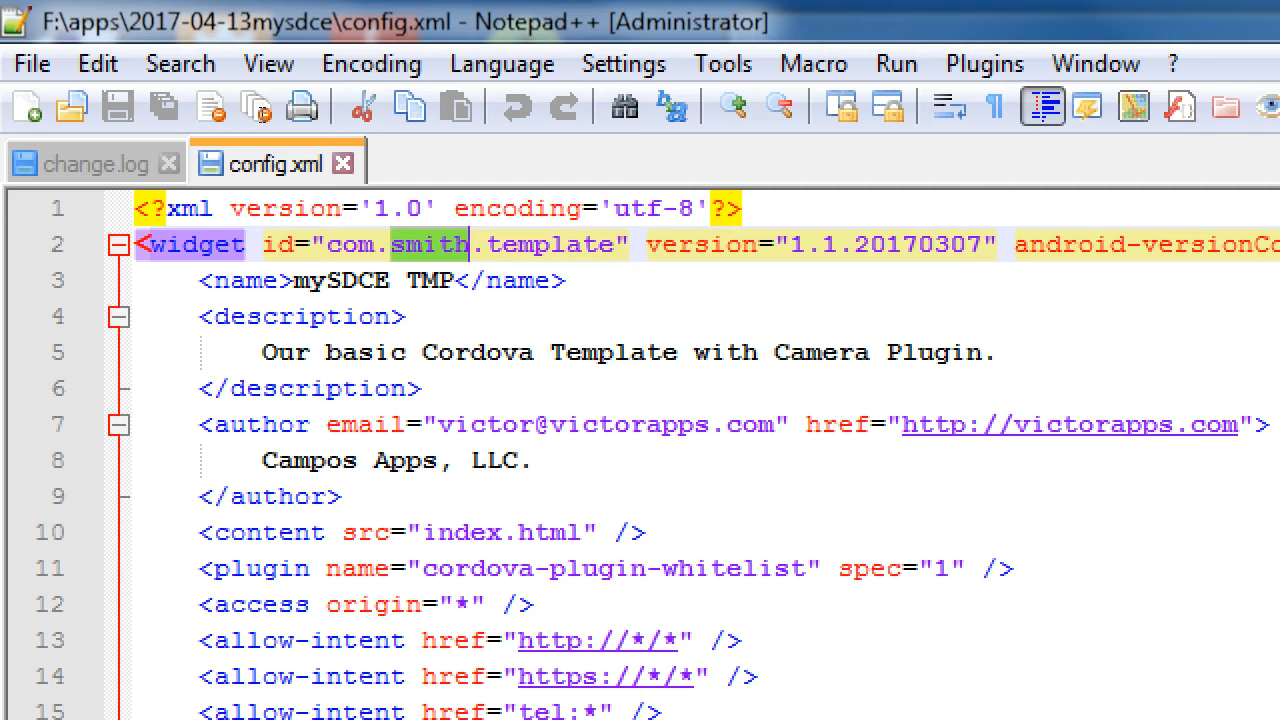 F:\apps\2017-04-13mysdce\config.xml - Notepad++ [Administrator]
File Edit Search View Encoding Language Settings Tools Macro Run Plugins Window ?
change.log config.xml
1 <?xml version='1.0' encoding='utf-8'?>
2 <widget id="com.smith.template" version="1.1.20170307" android-versionCo
3 <name>mySDCE TMP</name>
4 <description>
5 Our basic Cordova Template with Camera Plugin.
6 </description>
7 <author email="victor@victorapps.com" href="http://victorapps.com">
8 Campos Apps, LLC.
9 </author>
10 <content src="index.html" />
11 <plugin name="cordova-plugin-whitelist" spec="1" />
12 <access origin="*" />
13 <allow-intent href="http://*/*" />
14 <allow-intent href="https://*/*" />
15 <allow-intent href="tel:*" />